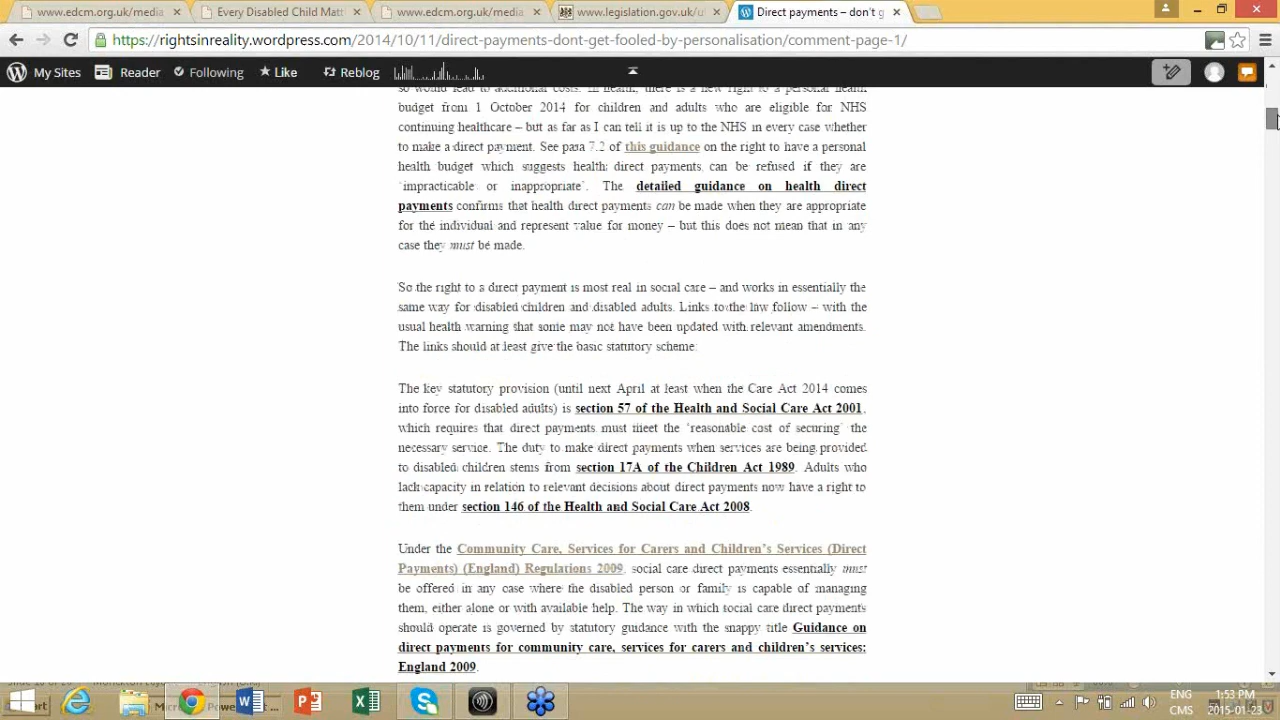 www.edcm.org.uk/media
Every Disabled Child Matt
www.edcm.org.uk/media
www.legislation.gov.uk/u
Direct payments – don't g
https://rightsinreality.wordpress.com/2014/10/11/direct-payments-dont-get-fooled-by-personalisation/comment-page-1/
My Sites Reader Following Like Reblog
so would lead to additional costs. In health, there is a new right to a personal health
budget from 1 October 2014 for children and adults who are eligible for NHS
continuing healthcare – but as far as I can tell it is up to the NHS in every case whether
to make a direct payment. See para 7.2 of this guidance on the right to have a personal
health budget which suggests health direct payments can be refused if they are
'impracticable or inappropriate'. The detailed guidance on health direct
payments confirms that health direct payments can be made when they are appropriate
for the individual and represent value for money – but this does not mean that in any
case they must be made.
So the right to a direct payment is most real in social care – and works in essentially the
same way for disabled children and disabled adults. Links to the law follow – with the
usual health warning that some may not have been updated with relevant amendments.
The links should at least give the basic statutory scheme:
The key statutory provision (until next April at least when the Care Act 2014 comes
into force for disabled adults) is section 57 of the Health and Social Care Act 2001,
which requires that direct payments must meet the 'reasonable cost of securing' the
necessary service. The duty to make direct payments when services are being provided
to disabled children stems from section 17A of the Children Act 1989. Adults who
lack capacity in relation to relevant decisions about direct payments now have a right to
them under section 146 of the Health and Social Care Act 2008.
Under the Community Care, Services for Carers and Children's Services (Direct
Payments) (England) Regulations 2009, social care direct payments essentially must
be offered in any case where the disabled person or family is capable of managing
them, either alone or with available help. The way in which social care direct payments
should operate is governed by statutory guidance with the snappy title Guidance on
direct payments for community care, services for carers and children's services:
England 2009.
ENG
CMS
1:53 PM
2015-01-23